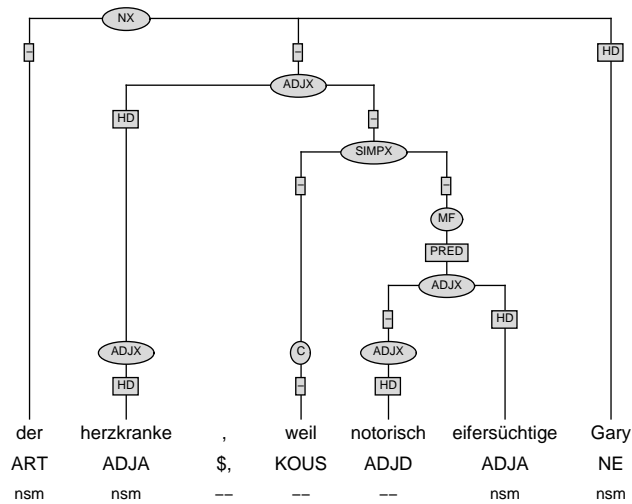 NX
– – HD
ADJX
HD –
SIMPX
– –
MF
PRED
ADJX
– HD
ADJX C ADJX
HD – HD
der herzkranke , weil notorisch eifersüchtige Gary
ART ADJA $, KOUS ADJD ADJA NE
nsm nsm –– –– –– nsm nsm